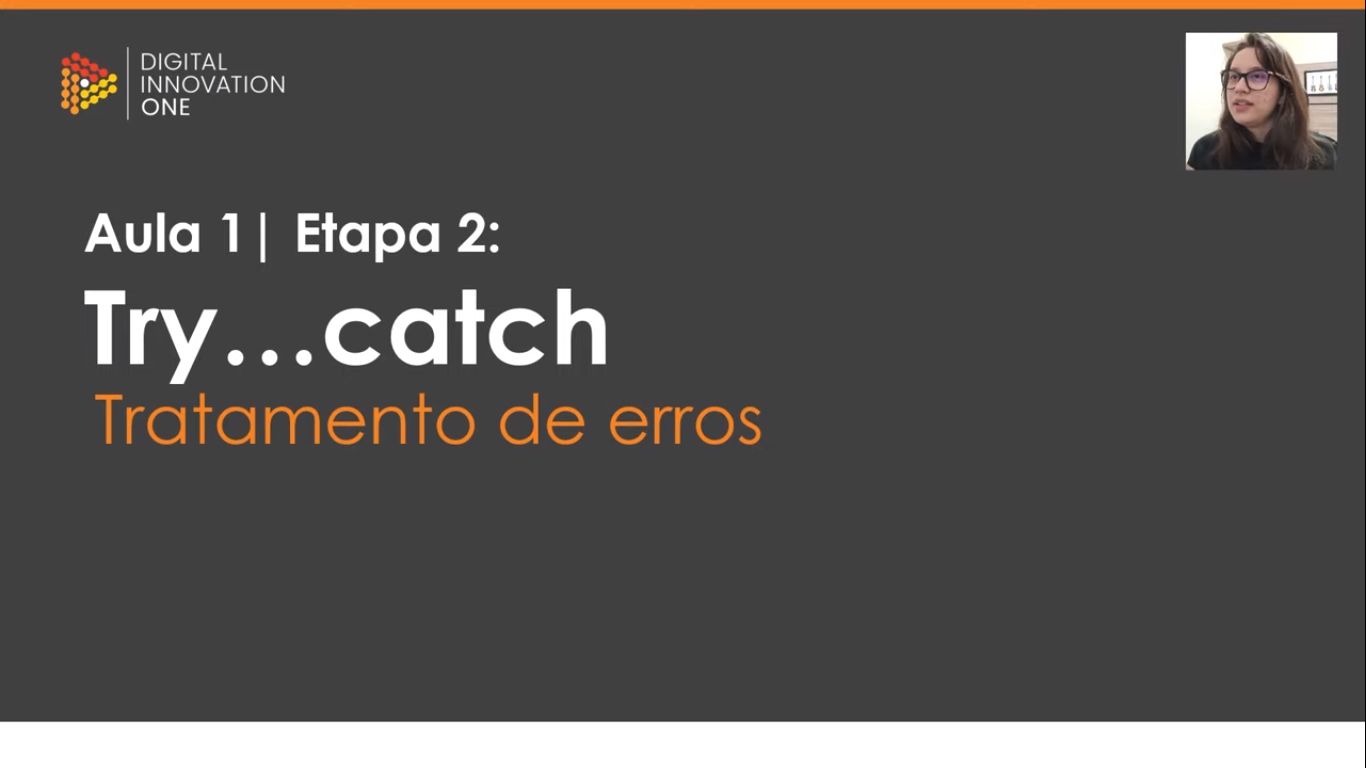 DIGITAL
INNOVATION
ONE
Aula 1| Etapa 2:
Try...catch
Tratamento de erros